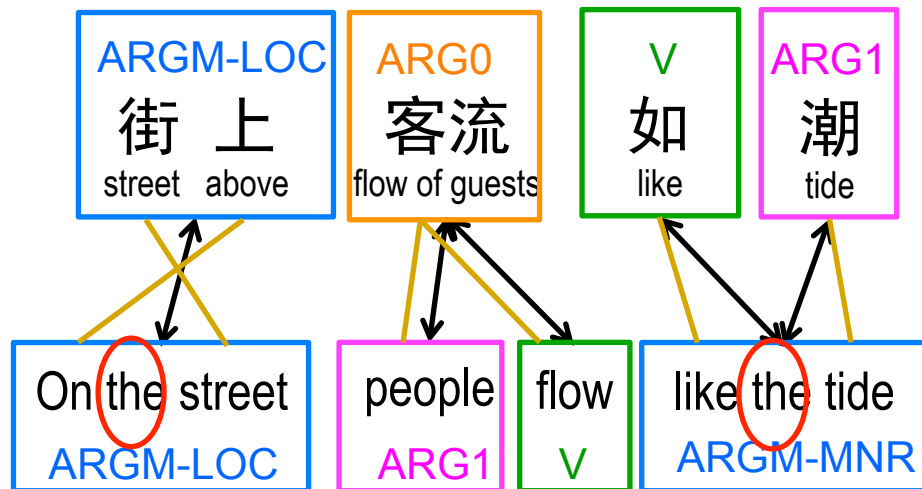 ARGM-LOC ARG0 V ARG1
街 上 客流 如 潮
street above flow of guests like tide
On the street people flow like the tide
ARGM-LOC ARG1 V ARGM-MNR